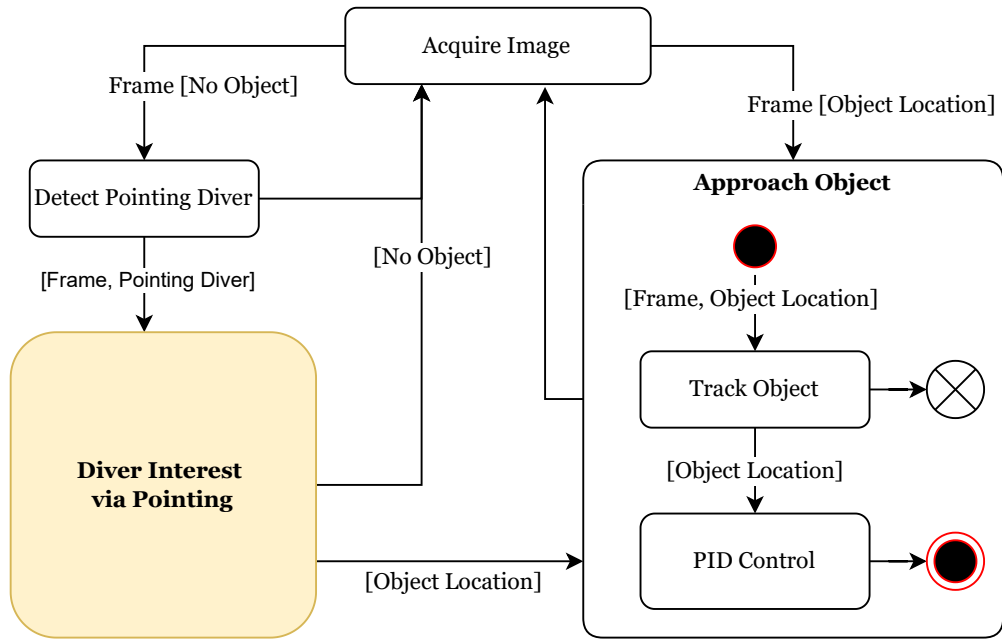 Acquire Image
Frame [No Object]
Frame [Object Location]
Detect Pointing Diver
Approach Object
[No Object]
[Frame, Pointing Diver]
[Frame, Object Location]
Track Object
Diver Interest
via Pointing
[Object Location]
PID Control
[Object Location]